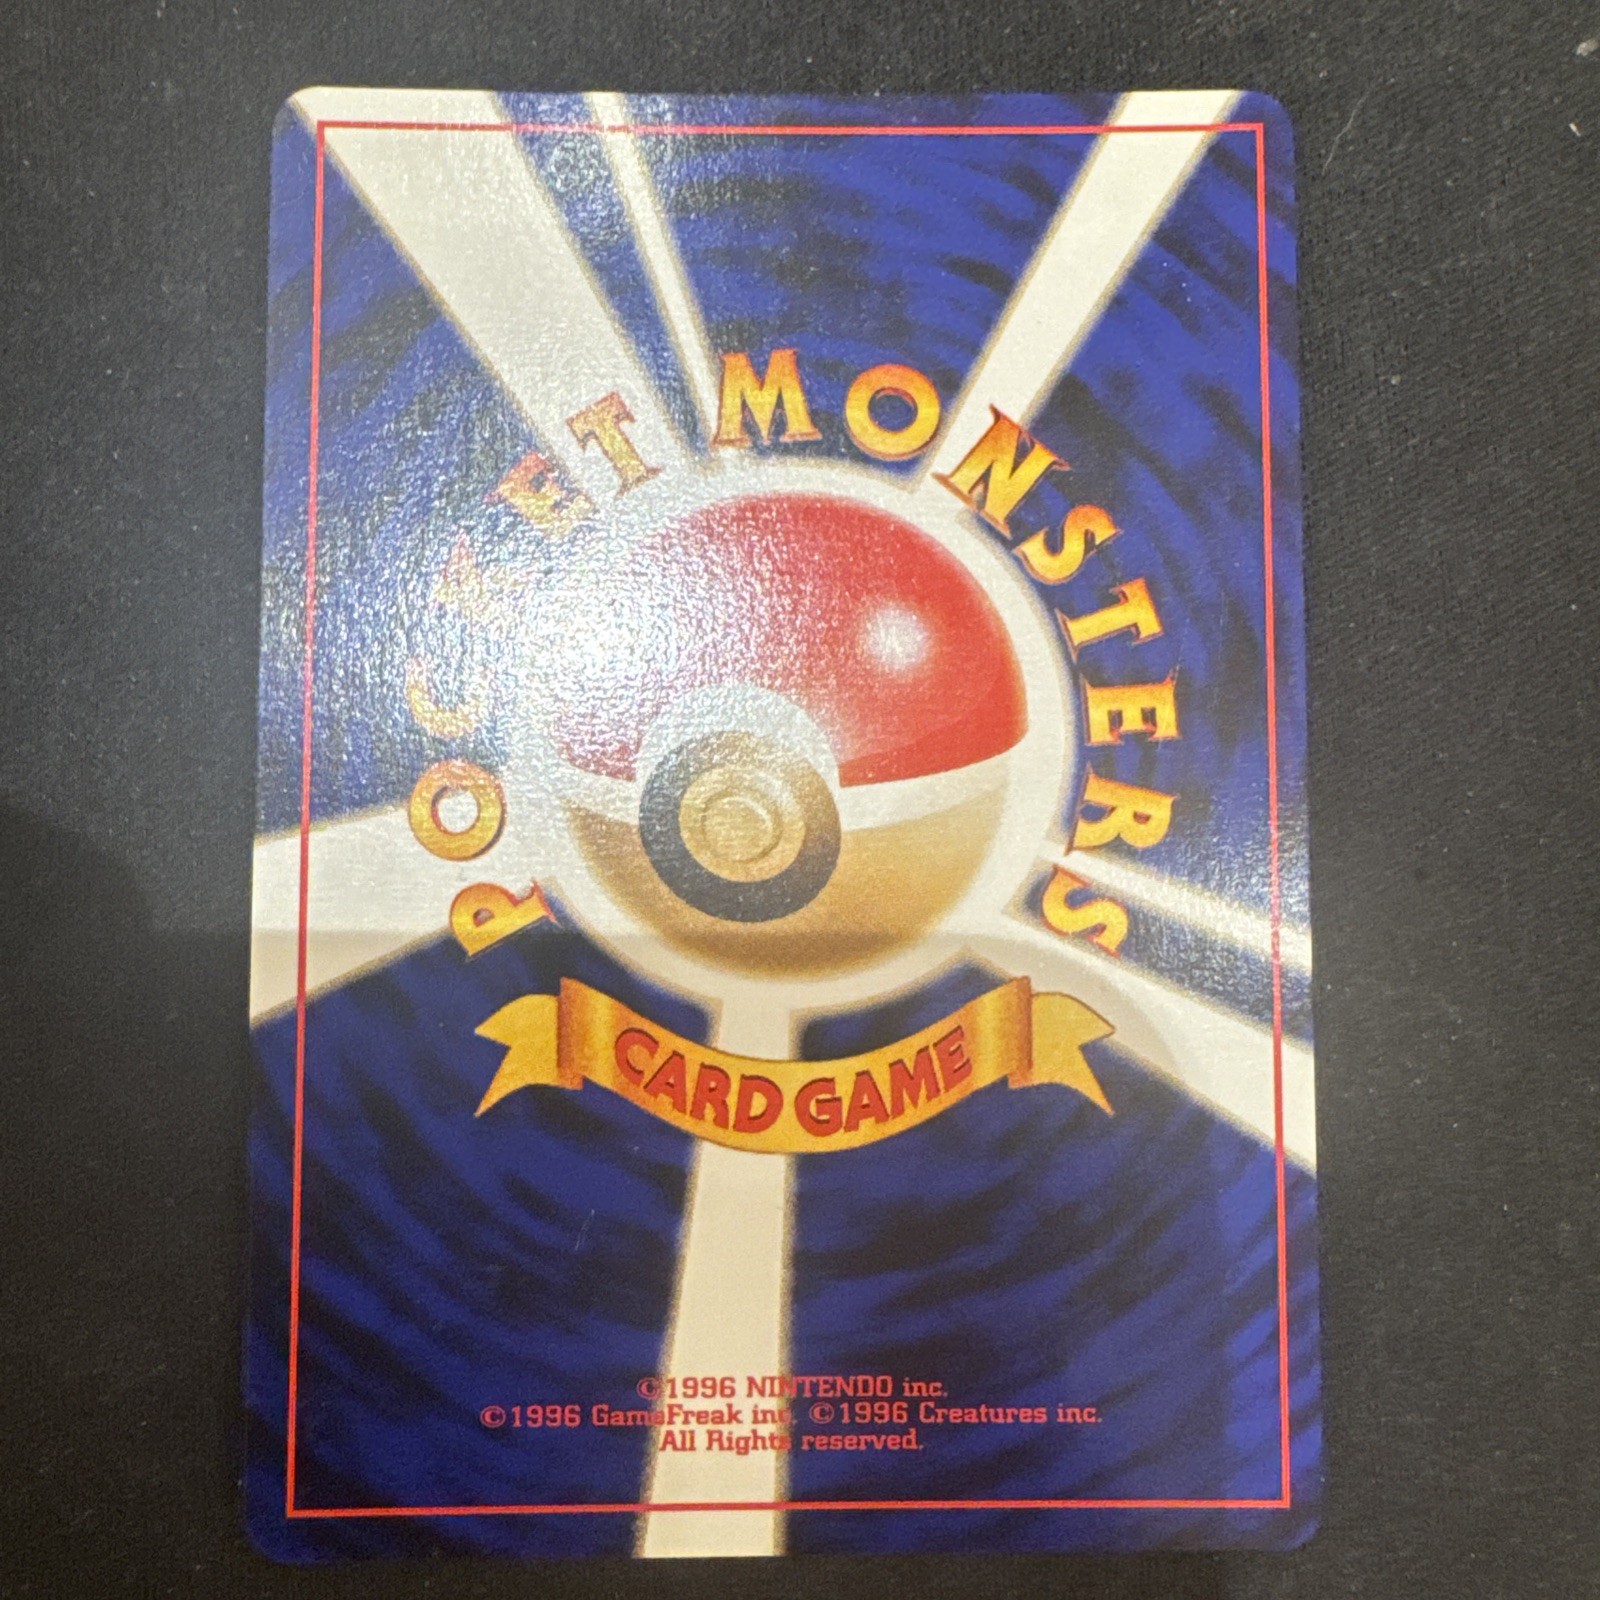 POCKET MONSTERS
CARD GAME
©1996 NINTENDO inc.
©1996 GameFreak inc. ©1996 Creatures inc.
All Rights reserved.